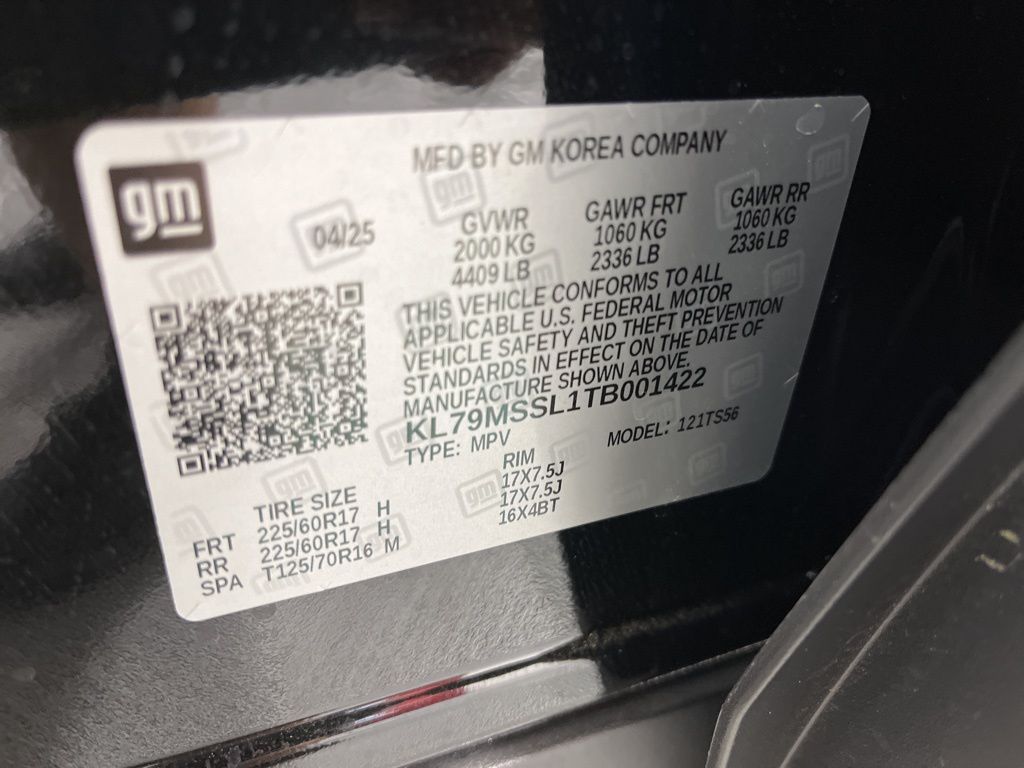 gm
MFD BY GM KOREA COMPANY
04/25
GVWR
2000 KG
4409 LB
GAWR FRT
1060 KG
2336 LB
GAWR RR
1060 KG
2336 LB
THIS VEHICLE CONFORMS TO ALL
APPLICABLE U.S. FEDERAL MOTOR
VEHICLE SAFETY AND THEFT PREVENTION
STANDARDS IN EFFECT ON THE DATE OF
MANUFACTURE SHOWN ABOVE.
KL79MSSL1TB001422
TYPE: MPV
MODEL: 121TS56
TIRE SIZE
RIM
FRT 225/60R17 H 17X7.5J
RR 225/60R17 H 17X7.5J
SPA T125/70R16 M 16X4BT